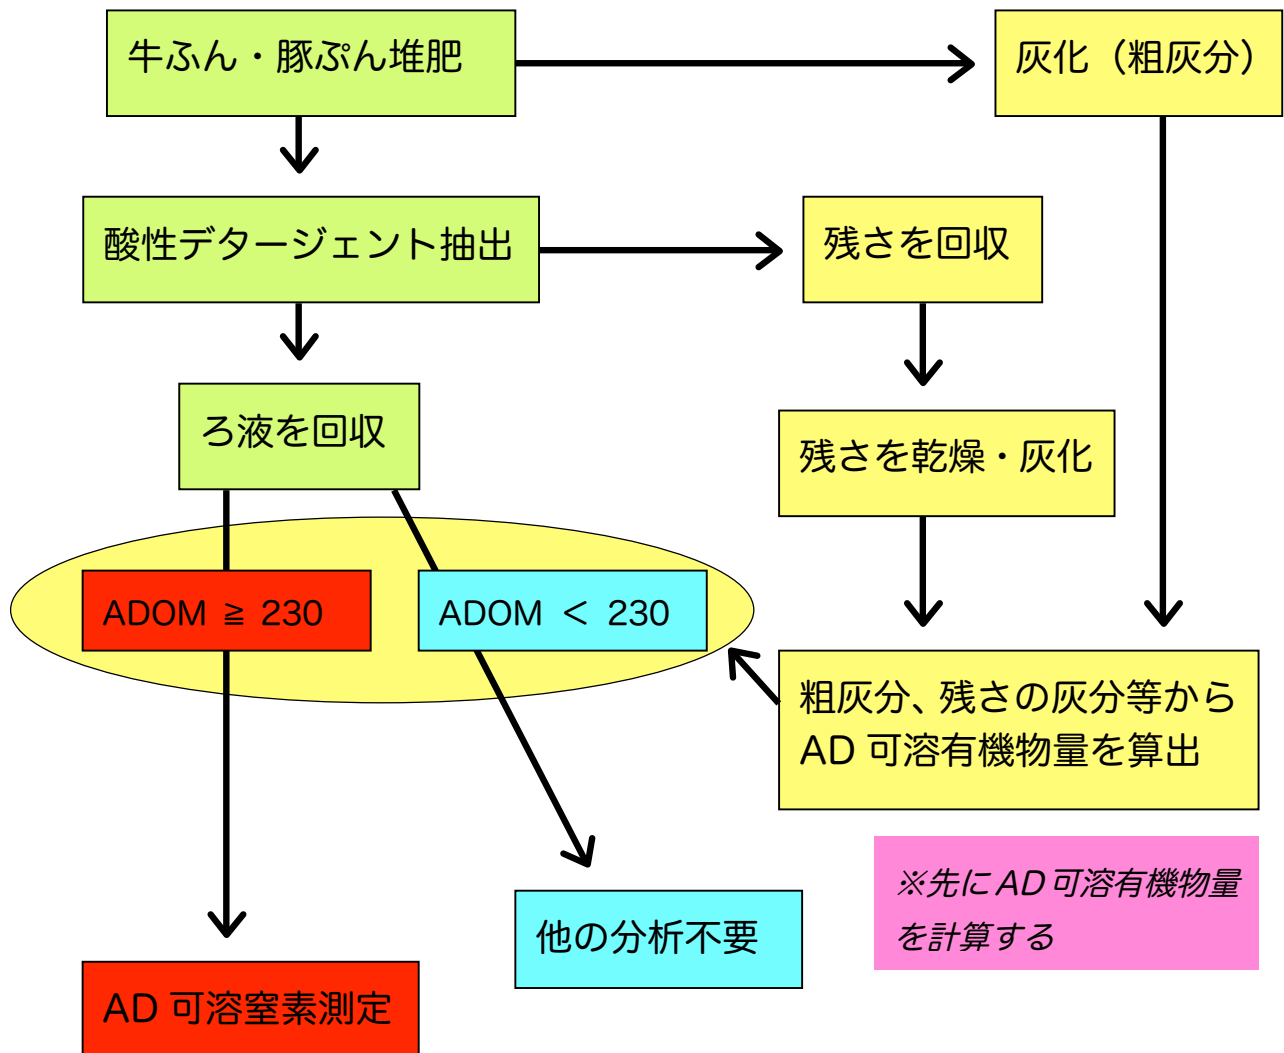 牛ふん・豚ぷん堆肥
灰化（粗灰分）
酸性デタージェント抽出
残さを回収
ろ液を回収
残さを乾燥・灰化
ADOM ≧ 230
ADOM ＜ 230
粗灰分、残さの灰分等から
AD 可溶有機物量を算出
※先に AD 可溶有機物量
を計算する
他の分析不要
AD 可溶窒素測定